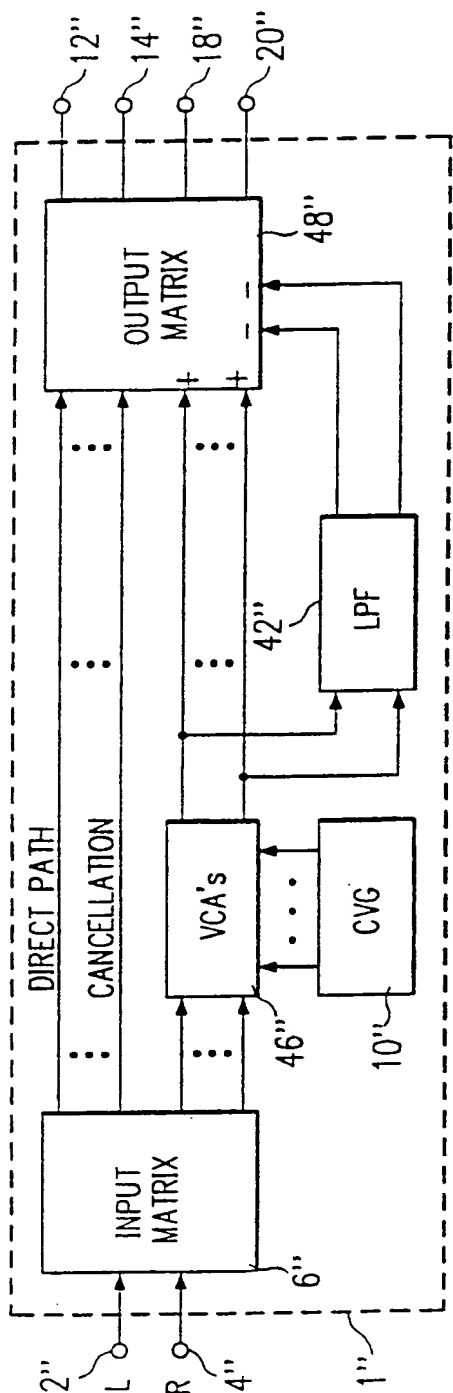 2"
L
R
4"
1"
INPUT
MATRIX
6"
DIRECT PATH
CANCELLATION
VCA's
46"
CVG
10"
42"
LPF
OUTPUT
MATRIX
+
+
— —
48"
12"
14"
18"
20"